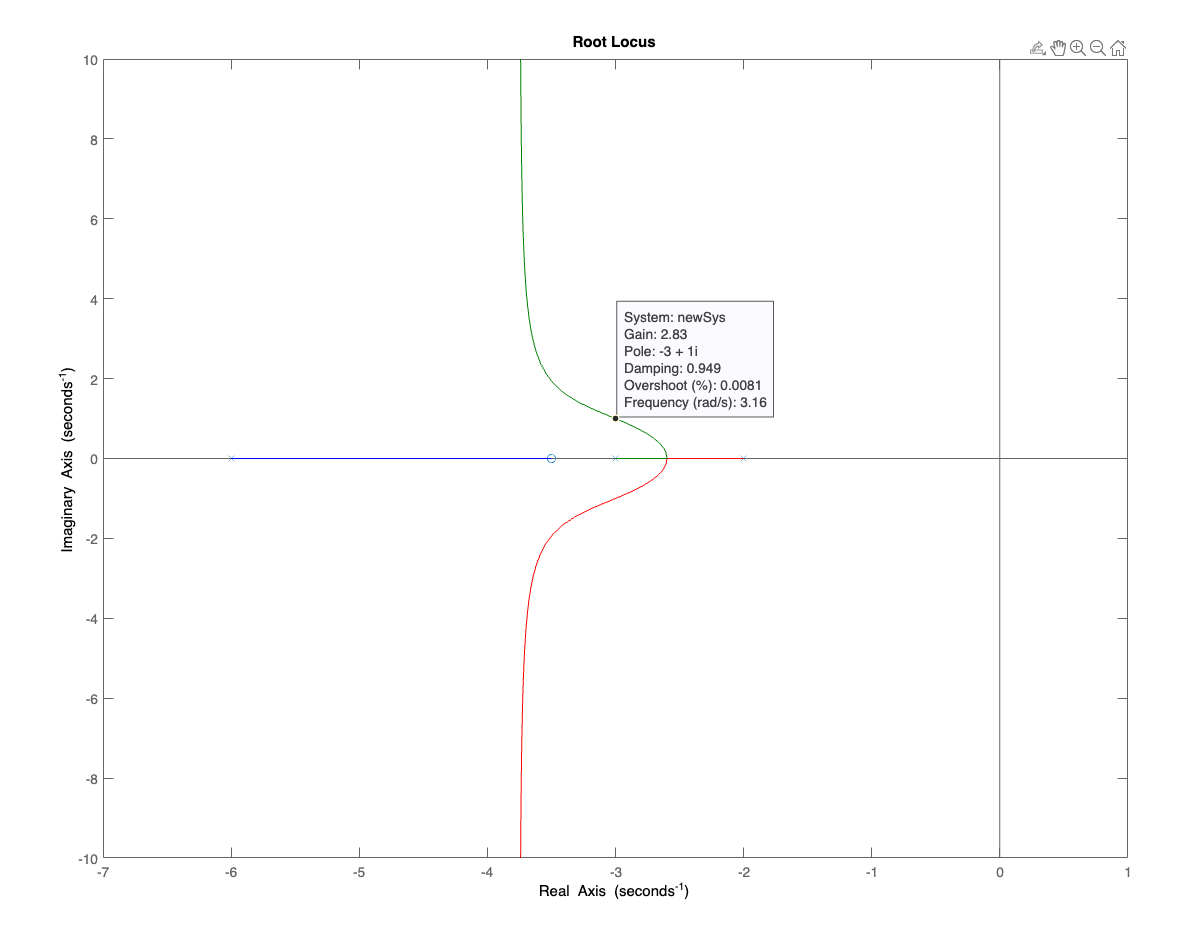 Root Locus
10
8
6
4
2
0
-2
-4
-6
-8
-10
Imaginary Axis (seconds⁻¹)
System: newSys
Gain: 2.83
Pole: -3 + 1i
Damping: 0.949
Overshoot (%): 0.0081
Frequency (rad/s): 3.16
-7 -6 -5 -4 -3 -2 -1 0 1
Real Axis (seconds⁻¹)